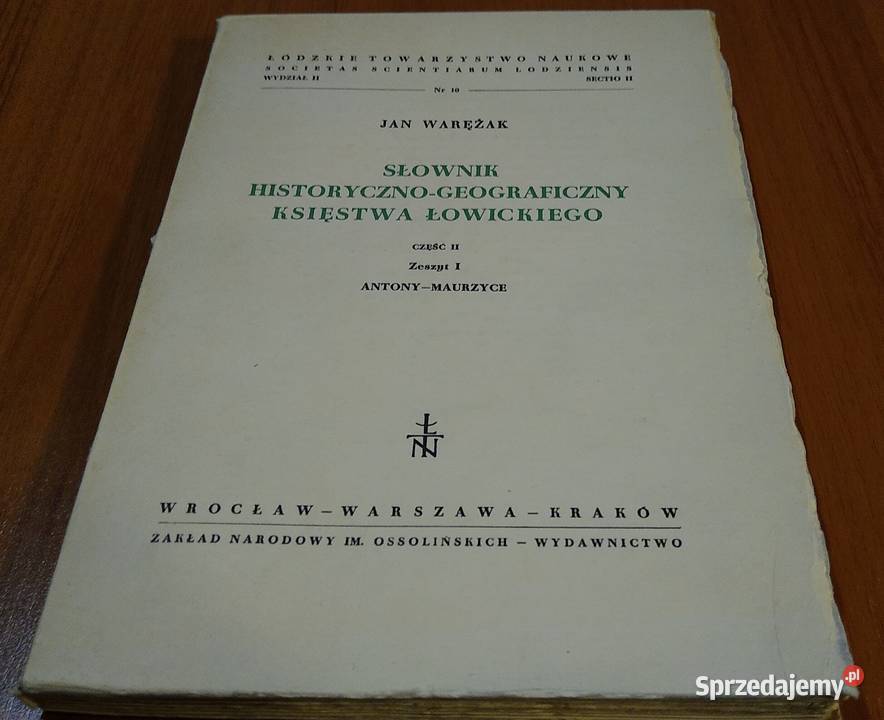 ŁÓDZKIE TOWARZYSTWO NAUKOWE
SOCIETAS SCIENTIARUM LODZIENSIS
WYDZIAŁ II SECTIO II
Nr 10
JAN WARĘŻAK
SŁOWNIK
HISTORYCZNO-GEOGRAFICZNY
KSIĘSTWA ŁOWICKIEGO
CZĘŚĆ II
Zeszyt I
ANTONY—MAURZYCE
ŁTN
WROCŁAW — WARSZAWA — KRAKÓW
ZAKŁAD NARODOWY IM. OSSOLIŃSKICH — WYDAWNICTWO
Sprzedajemy.pl